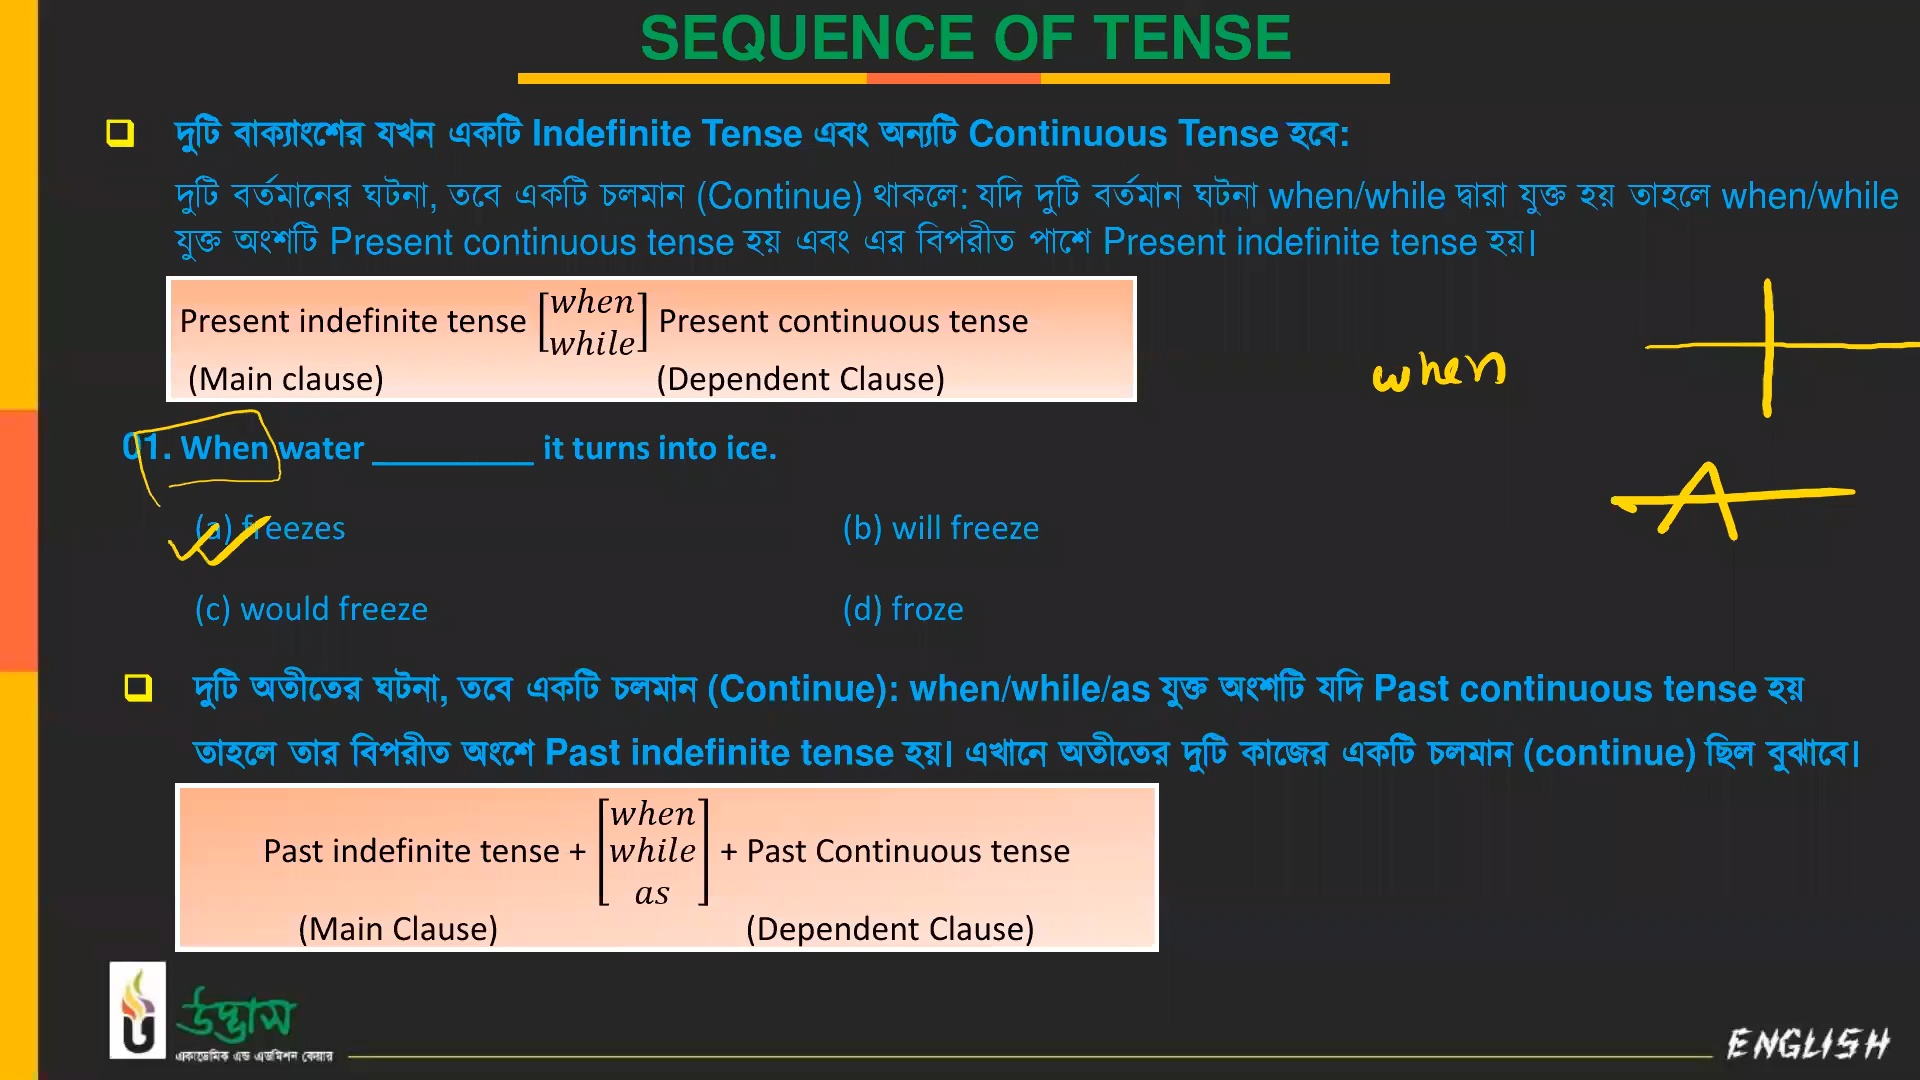 SEQUENCE OF TENSE
দুটি বাক্যাংশের যখন একটি Indefinite Tense এবং অন্যটি Continuous Tense হবে:
দুটি বর্তমানের ঘটনা, তবে একটি চলমান (Continue) থাকলে: যদি দুটি বর্তমান ঘটনা when/while দ্বারা যুক্ত হয় তাহলে when/while
যুক্ত অংশটি Present continuous tense হয় এবং এর বিপরীত পাশে Present indefinite tense হয়।
Present indefinite tense [when while] Present continuous tense
(Main clause) (Dependent Clause)
when
01. When water _________ it turns into ice.
(a) freezes (b) will freeze
(c) would freeze (d) froze
দুটি অতীতের ঘটনা, তবে একটি চলমান (Continue): when/while/as যুক্ত অংশটি যদি Past continuous tense হয়
তাহলে তার বিপরীত অংশে Past indefinite tense হয়। এখানে অতীতের দুটি কাজের একটি চলমান (continue) ছিল বুঝাবে।
Past indefinite tense + [when while as] + Past Continuous tense
(Main Clause) (Dependent Clause)
উদ্ভাস
একাডেমিক এন্ড এডমিশন কেয়ার
ENGLISH